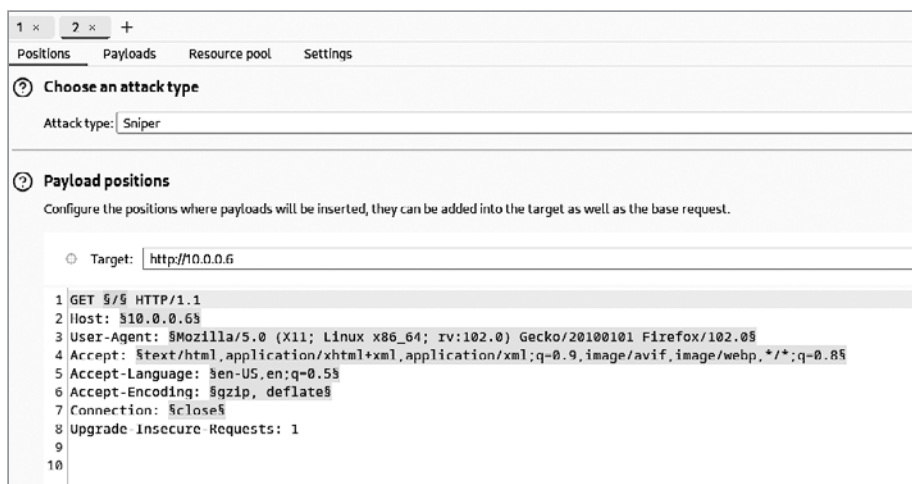 1 × 2 × +
Positions Payloads Resource pool Settings
? Choose an attack type
Attack type: Sniper
? Payload positions
Configure the positions where payloads will be inserted, they can be added into the target as well as the base request.
Target: http://10.0.0.6
1 GET §/§ HTTP/1.1
2 Host: §10.0.0.6§
3 User-Agent: §Mozilla/5.0 (X11; Linux x86_64; rv:102.0) Gecko/20100101 Firefox/102.0§
4 Accept: §text/html,application/xhtml+xml,application/xml;q=0.9,image/avif,image/webp,*/*;q=0.8§
5 Accept-Language: §en-US,en;q=0.5§
6 Accept-Encoding: §gzip, deflate§
7 Connection: §close§
8 Upgrade-Insecure-Requests: 1
9
10